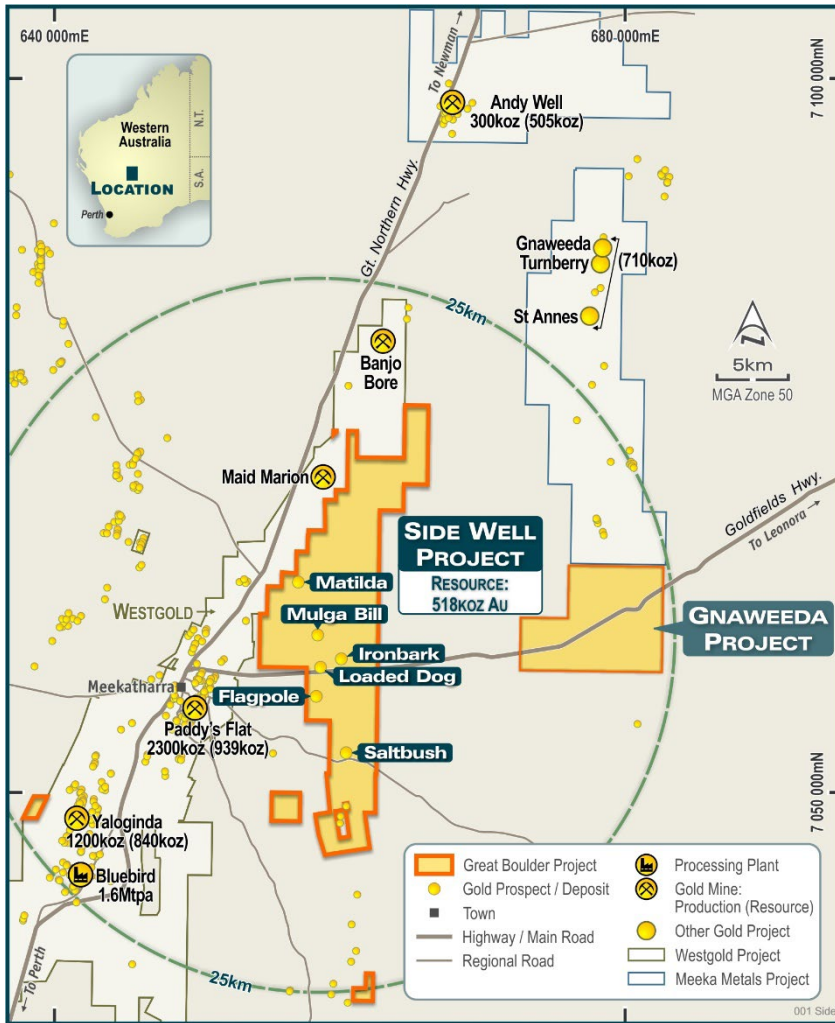 640 000mE
680 000mE
7 100 000mN
7 050 000mN
Western
Australia
N.T.
S.A.
LOCATION
Perth
To Newman
Gt. Northern Hwy.
Andy Well
300koz (505koz)
Gnaweeda
Turnberry
(710koz)
St Annes
25km
Banjo
Bore
5km
MGA Zone 50
Maid Marion
Goldfields Hwy.
To Leonora
SIDE WELL
PROJECT
RESOURCE:
518KOZ AU
Matilda
Mulga Bill
WESTGOLD
GNAWEEDA
PROJECT
Ironbark
Loaded Dog
Meekatharra
Flagpole
Paddy's Flat
2300koz (939koz)
Saltbush
Yaloginda
1200koz (840koz)
Bluebird
1.6Mtpa
25km
To Perth
Great Boulder Project
Gold Prospect / Deposit
Town
Highway / Main Road
Regional Road
Processing Plant
Gold Mine:
Production (Resource)
Other Gold Project
Westgold Project
Meeka Metals Project
001 Side